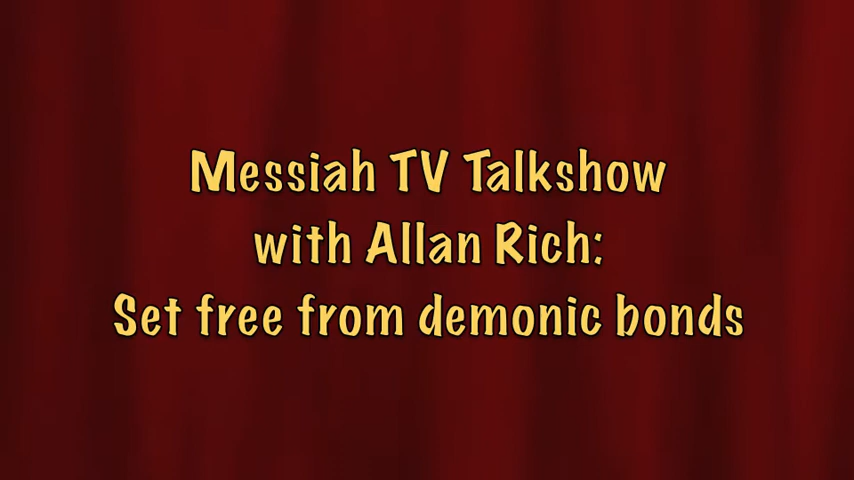 Messiah TV Talkshow
with Allan Rich:
Set free from demonic bonds